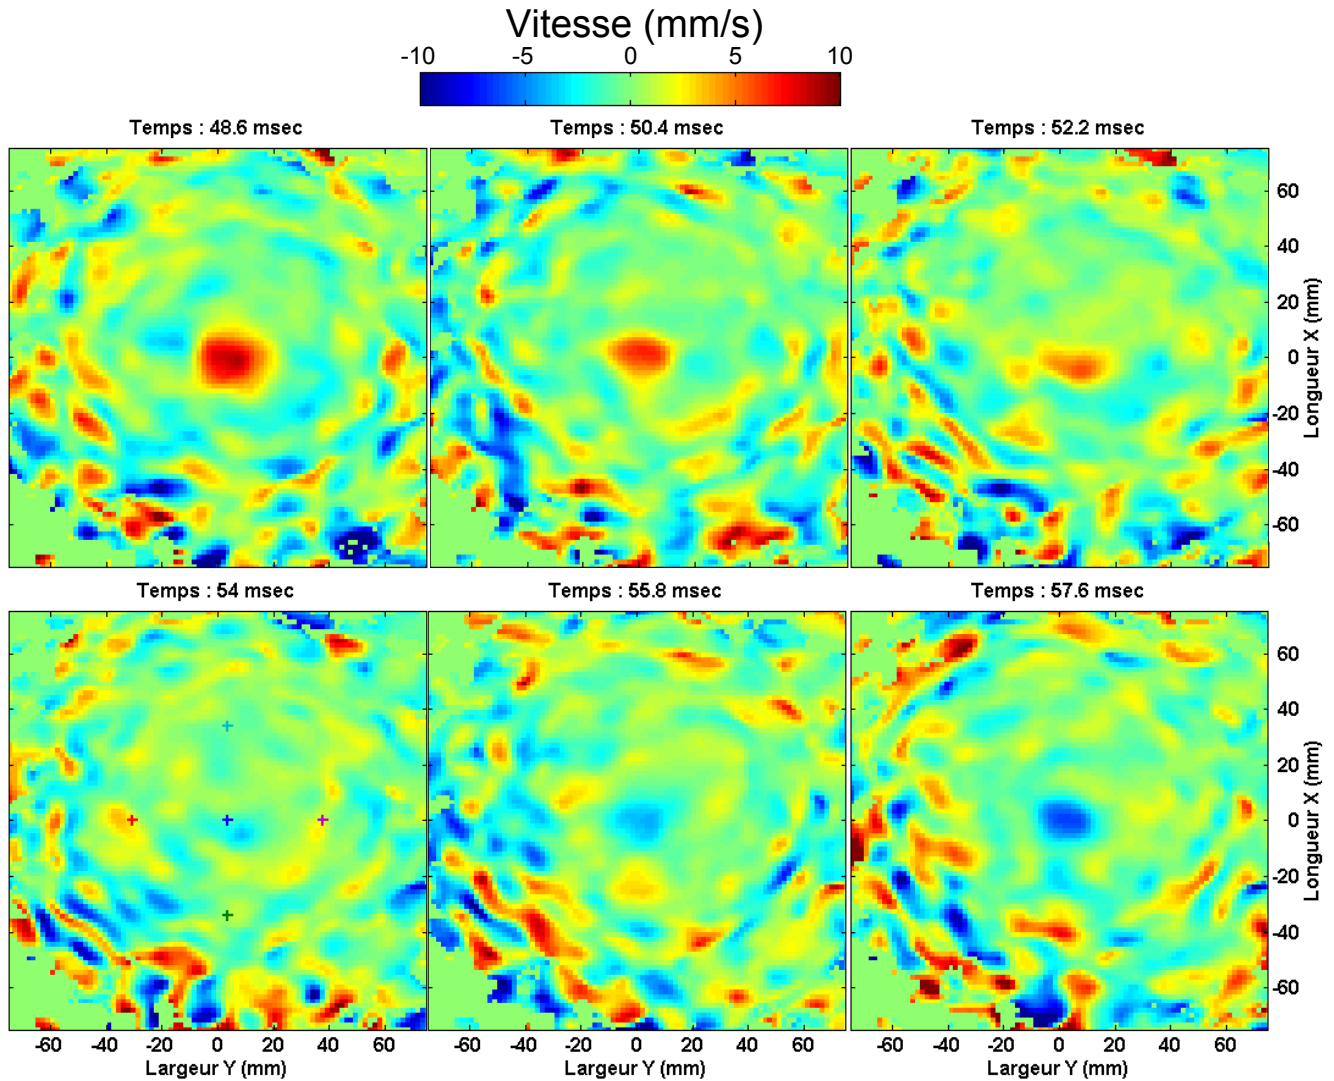 Vitesse (mm/s)
-10 -5 0 5 10
Temps : 48.6 msec Temps : 50.4 msec Temps : 52.2 msec
60
40
20
0
-20
-40
-60
Longueur X (mm)
Temps : 54 msec Temps : 55.8 msec Temps : 57.6 msec
60
40
20
0
-20
-40
-60
Longueur X (mm)
-60 -40 -20 0 20 40 60 -60 -40 -20 0 20 40 60 -60 -40 -20 0 20 40 60
Largeur Y (mm) Largeur Y (mm) Largeur Y (mm)